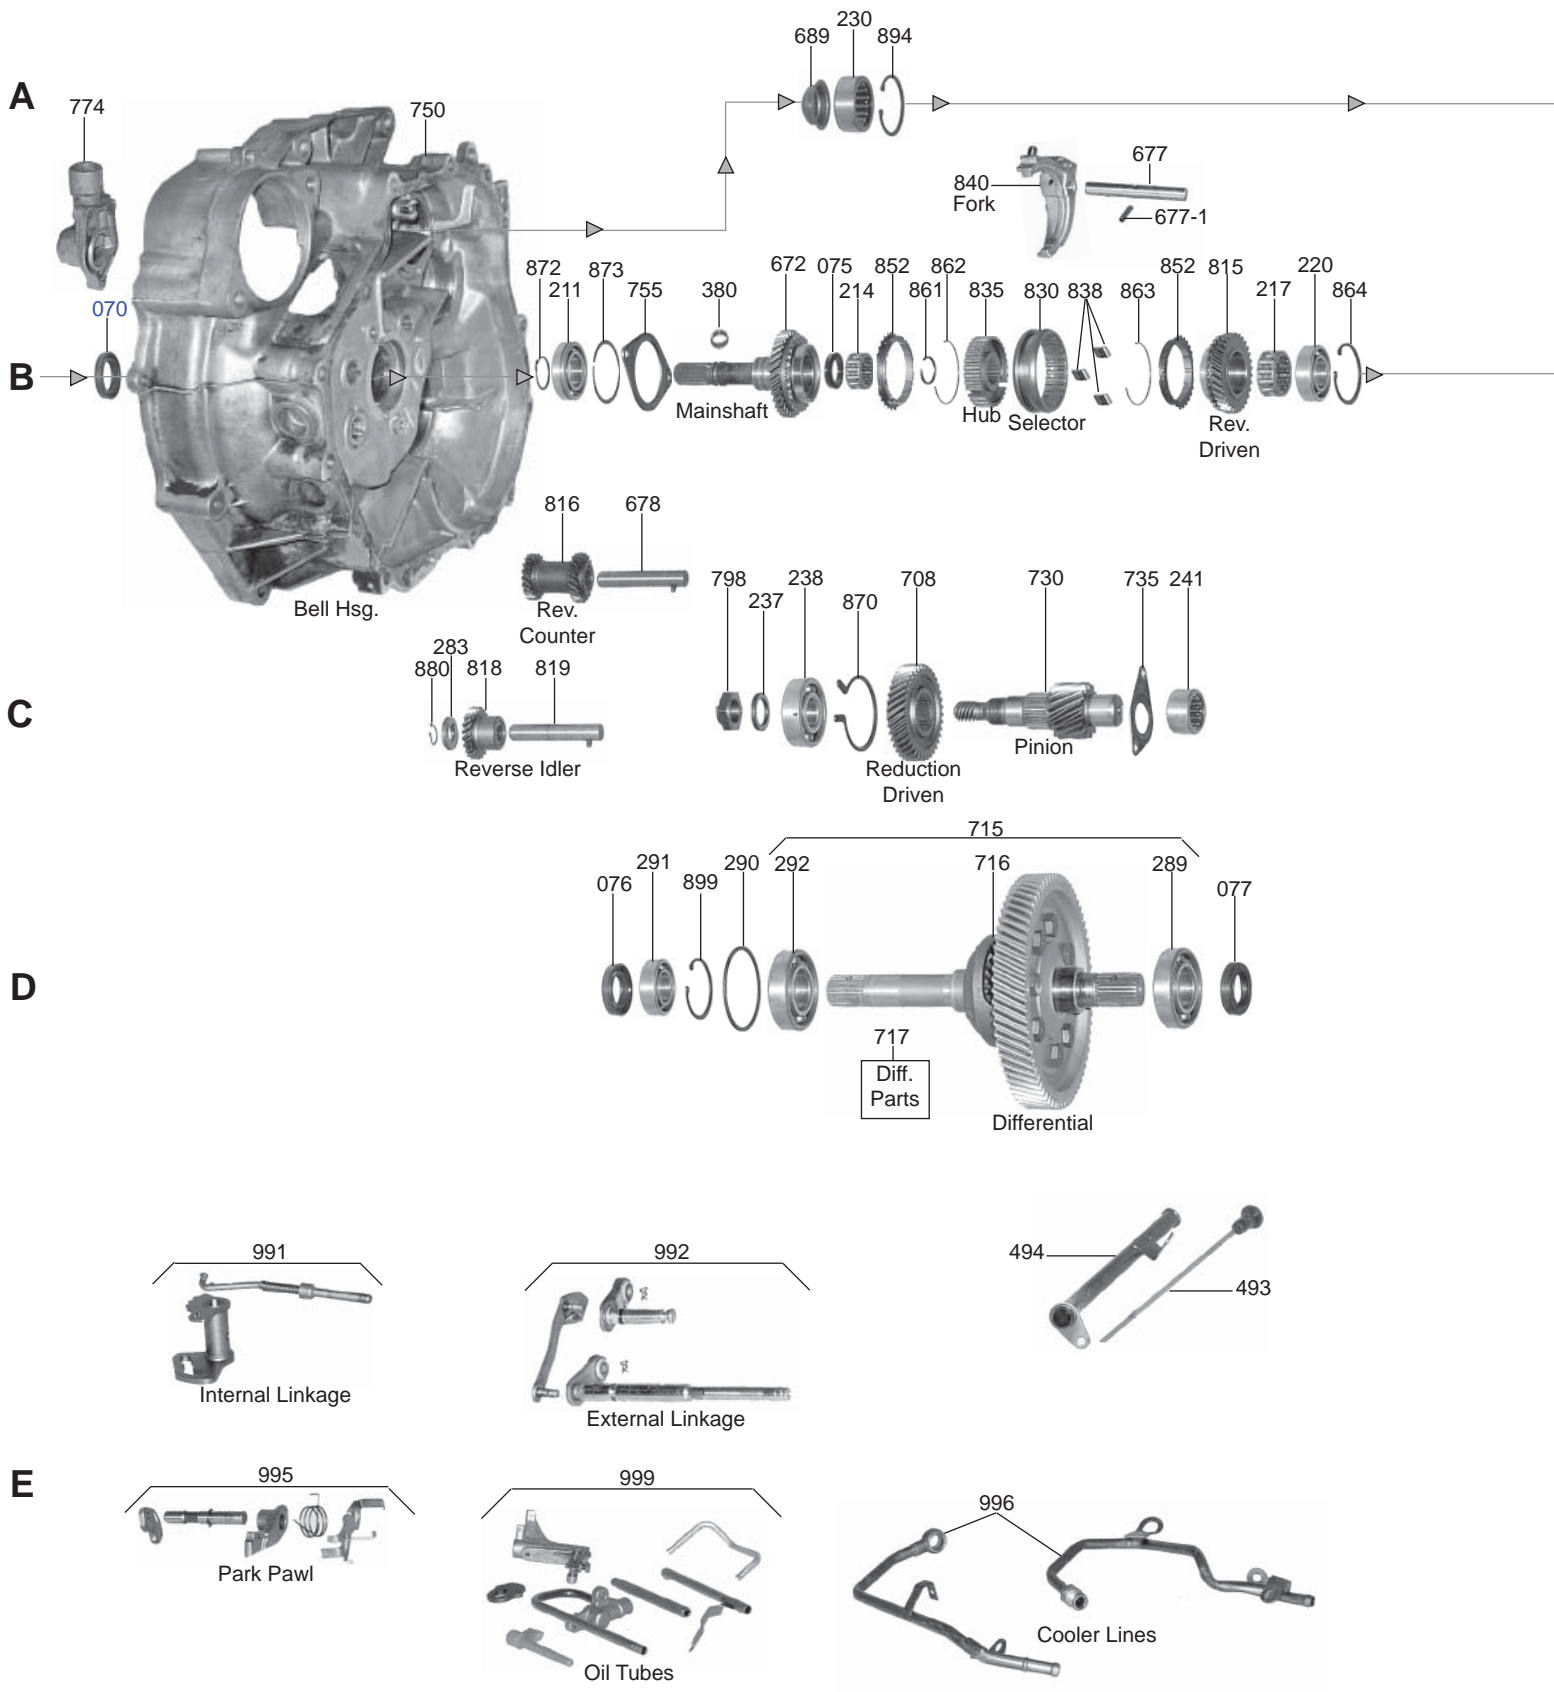 230
689
894
A
774
750
677
840
Fork
677-1
872
873
672
075
852
862
852
815
220
211
755
380
214
861
835
830
838
863
217
864
070
B
Mainshaft
Hub
Selector
Rev.
Driven
816
678
Bell Hsg.
Rev.
Counter
798
238
708
730
735
241
237
870
283
880
818
819
C
Reverse Idler
Pinion
Reduction
Driven
715
291
290
292
716
289
076
899
077
D
717
Diff.
Parts
Differential
991
992
494
493
Internal Linkage
External Linkage
E
995
999
996
Park Pawl
Cooler Lines
Oil Tubes